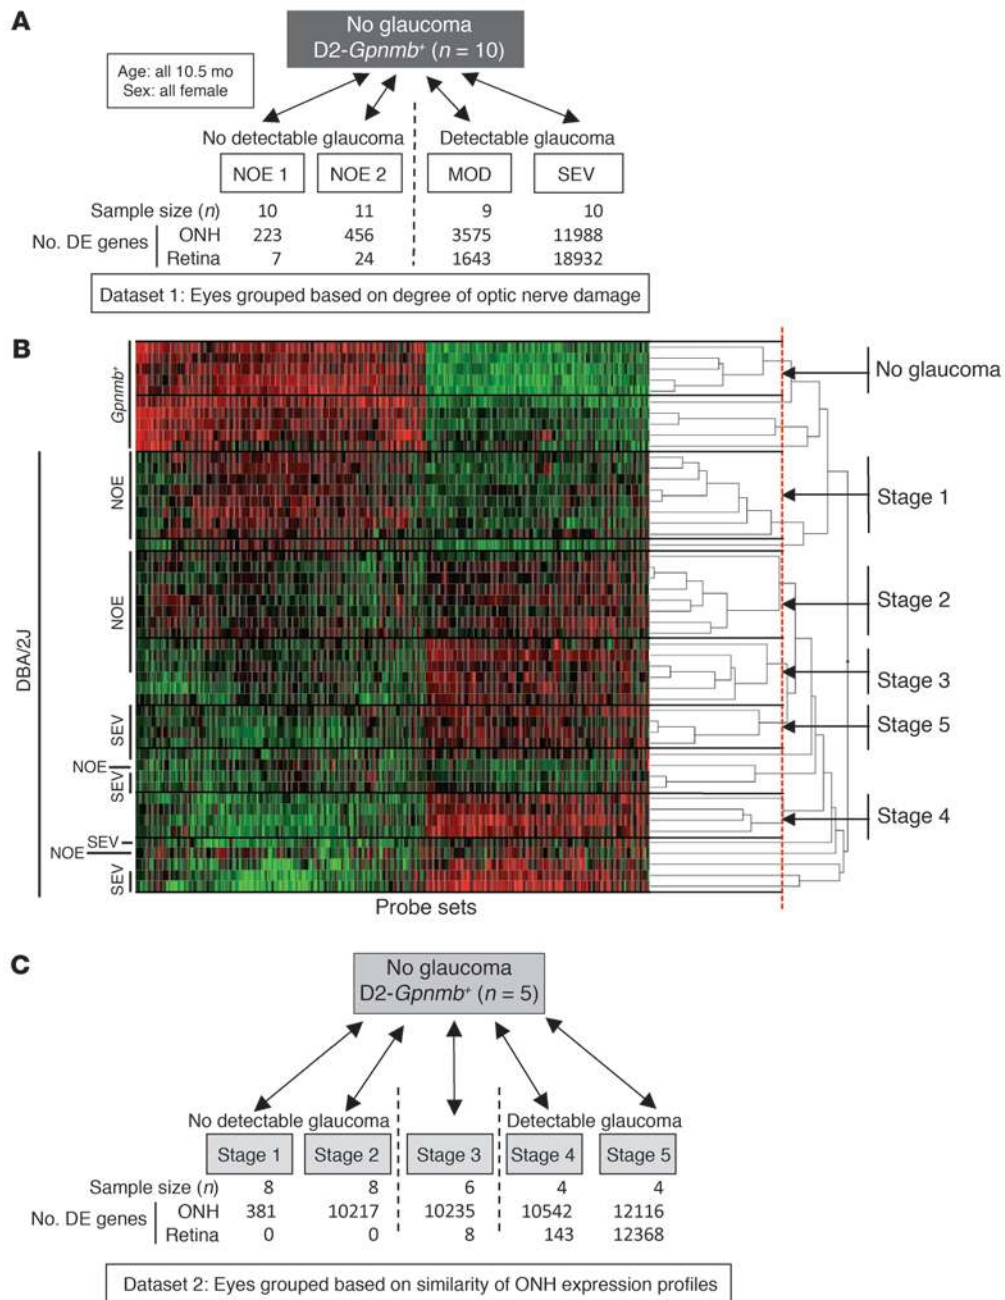 A
No glaucoma
D2-Gpnmb⁺ (n = 10)
Age: all 10.5 mo
Sex: all female
No detectable glaucoma
Detectable glaucoma
NOE 1 NOE 2 MOD SEV
Sample size (n) 10 11 9 10
No. DE genes
ONH 223 456 3575 11988
Retina 7 24 1643 18932
Dataset 1: Eyes grouped based on degree of optic nerve damage
B
Gpnmb⁺
DBA/2J
NOE
NOE
SEV
NOE
SEV
SEV
NOE
SEV
No glaucoma
Stage 1
Stage 2
Stage 3
Stage 5
Stage 4
Probe sets
C
No glaucoma
D2-Gpnmb⁺ (n = 5)
No detectable glaucoma
Detectable glaucoma
Stage 1 Stage 2 Stage 3 Stage 4 Stage 5
Sample size (n) 8 8 6 4 4
No. DE genes
ONH 381 10217 10235 10542 12116
Retina 0 0 8 143 12368
Dataset 2: Eyes grouped based on similarity of ONH expression profiles